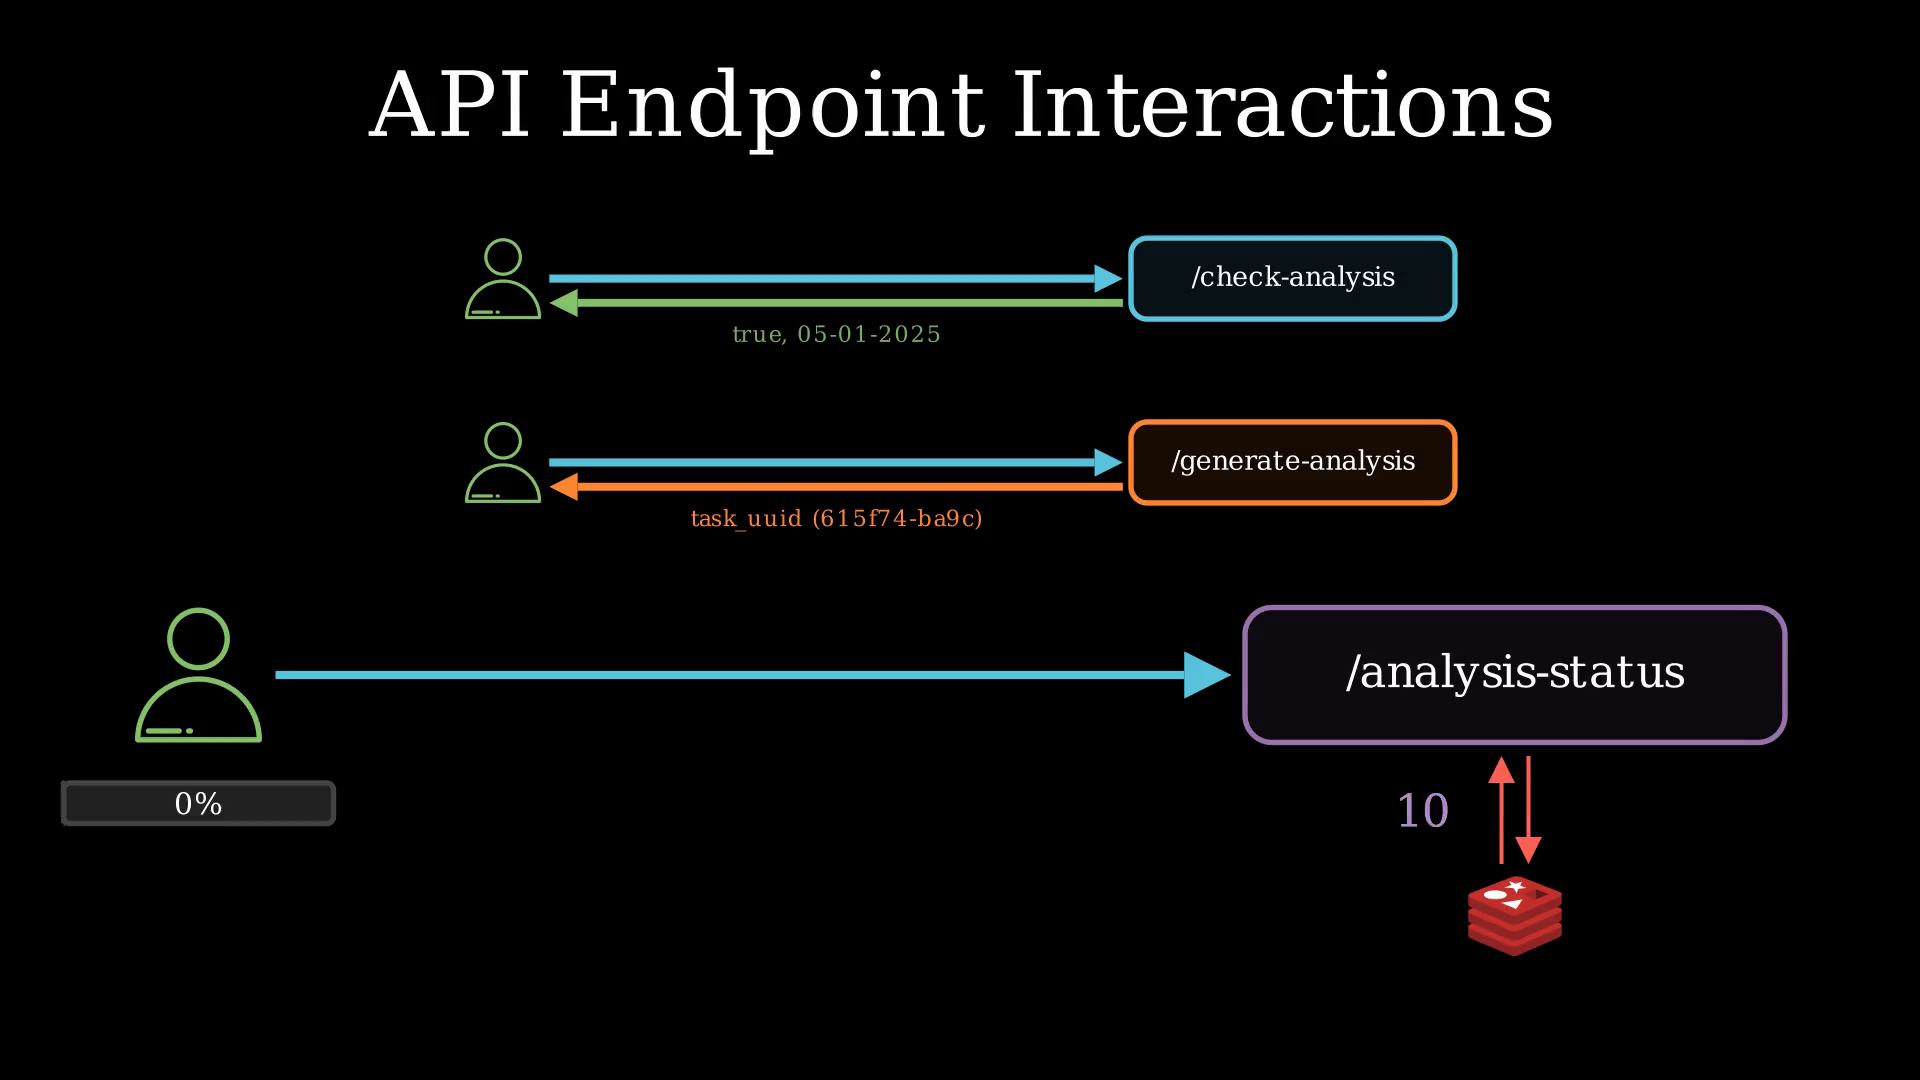 API Endpoint Interactions
/check-analysis
true, 05-01-2025
/generate-analysis
task_uuid (615f74-ba9c)
/analysis-status
0%
10